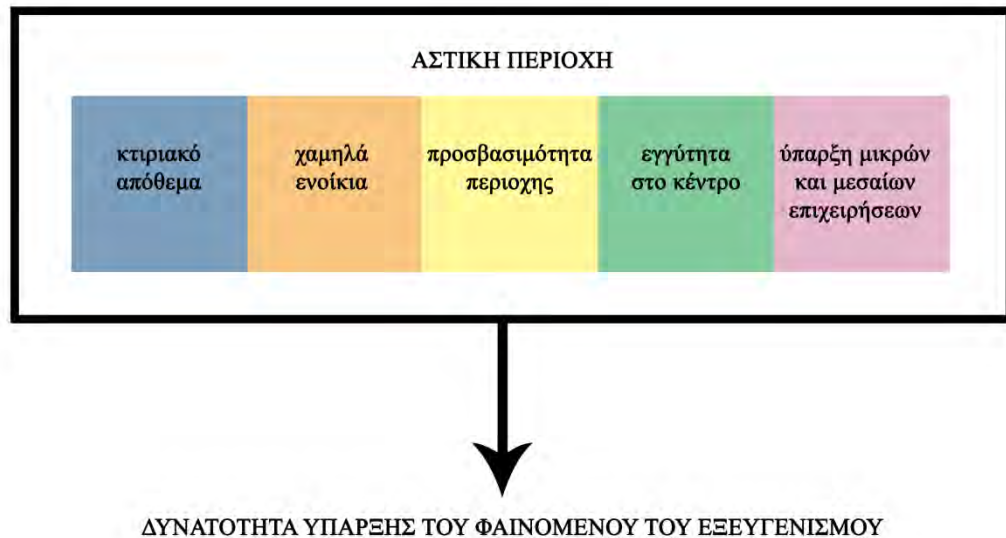 ΑΣΤΙΚΗ ΠΕΡΙΟΧΗ
κτιριακό
απόθεμα
χαμηλά
ενοίκια
προσβασιμότητα
περιοχης
εγγύτητα
στο κέντρο
ύπαρξη μικρών
και μεσαίων
επιχειρήσεων
ΔΥΝΑΤΟΤΗΤΑ ΥΠΑΡΞΗΣ ΤΟΥ ΦΑΙΝΟΜΕΝΟΥ ΤΟΥ ΕΞΕΥΓΕΝΙΣΜΟΥ